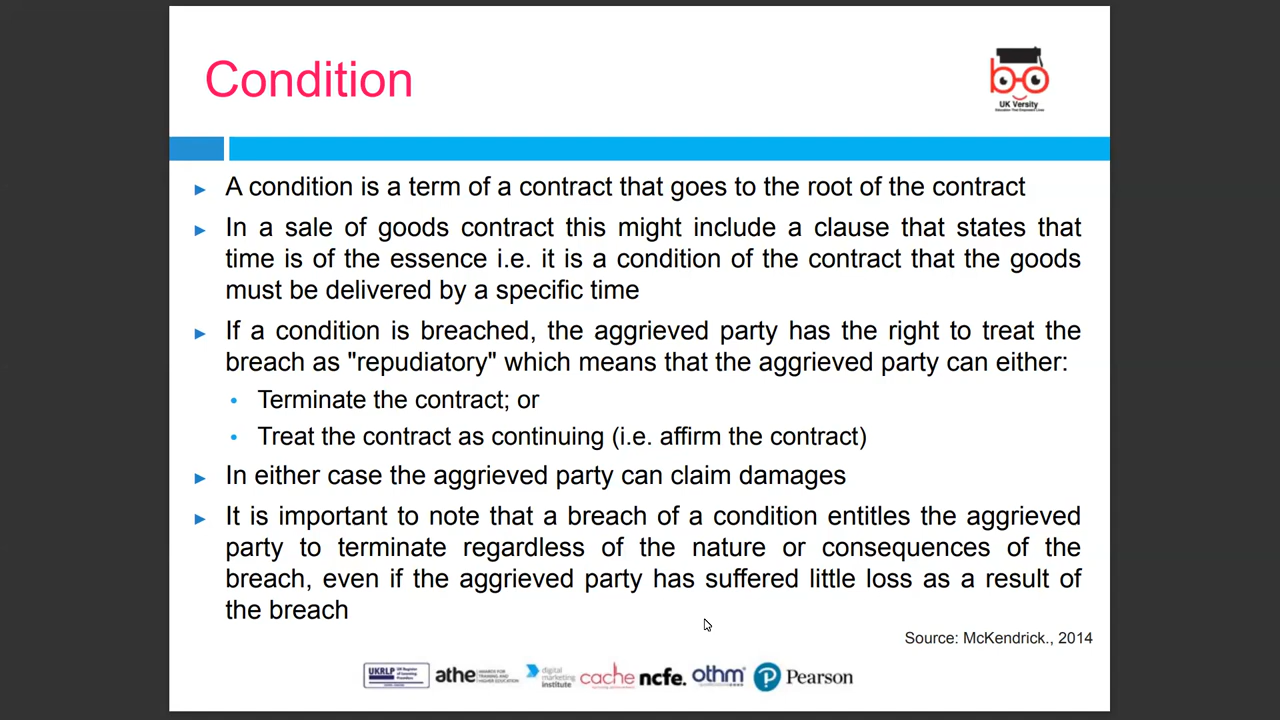 Condition
UK Versity
► A condition is a term of a contract that goes to the root of the contract
► In a sale of goods contract this might include a clause that states that
time is of the essence i.e. it is a condition of the contract that the goods
must be delivered by a specific time
► If a condition is breached, the aggrieved party has the right to treat the
breach as "repudiatory" which means that the aggrieved party can either:
• Terminate the contract; or
• Treat the contract as continuing (i.e. affirm the contract)
► In either case the aggrieved party can claim damages
► It is important to note that a breach of a condition entitles the aggrieved
party to terminate regardless of the nature or consequences of the
breach, even if the aggrieved party has suffered little loss as a result of
the breach
Source: McKendrick., 2014
UKRLP
athe
digital
marketing
institute
cache
ncfe.
othm
Pearson